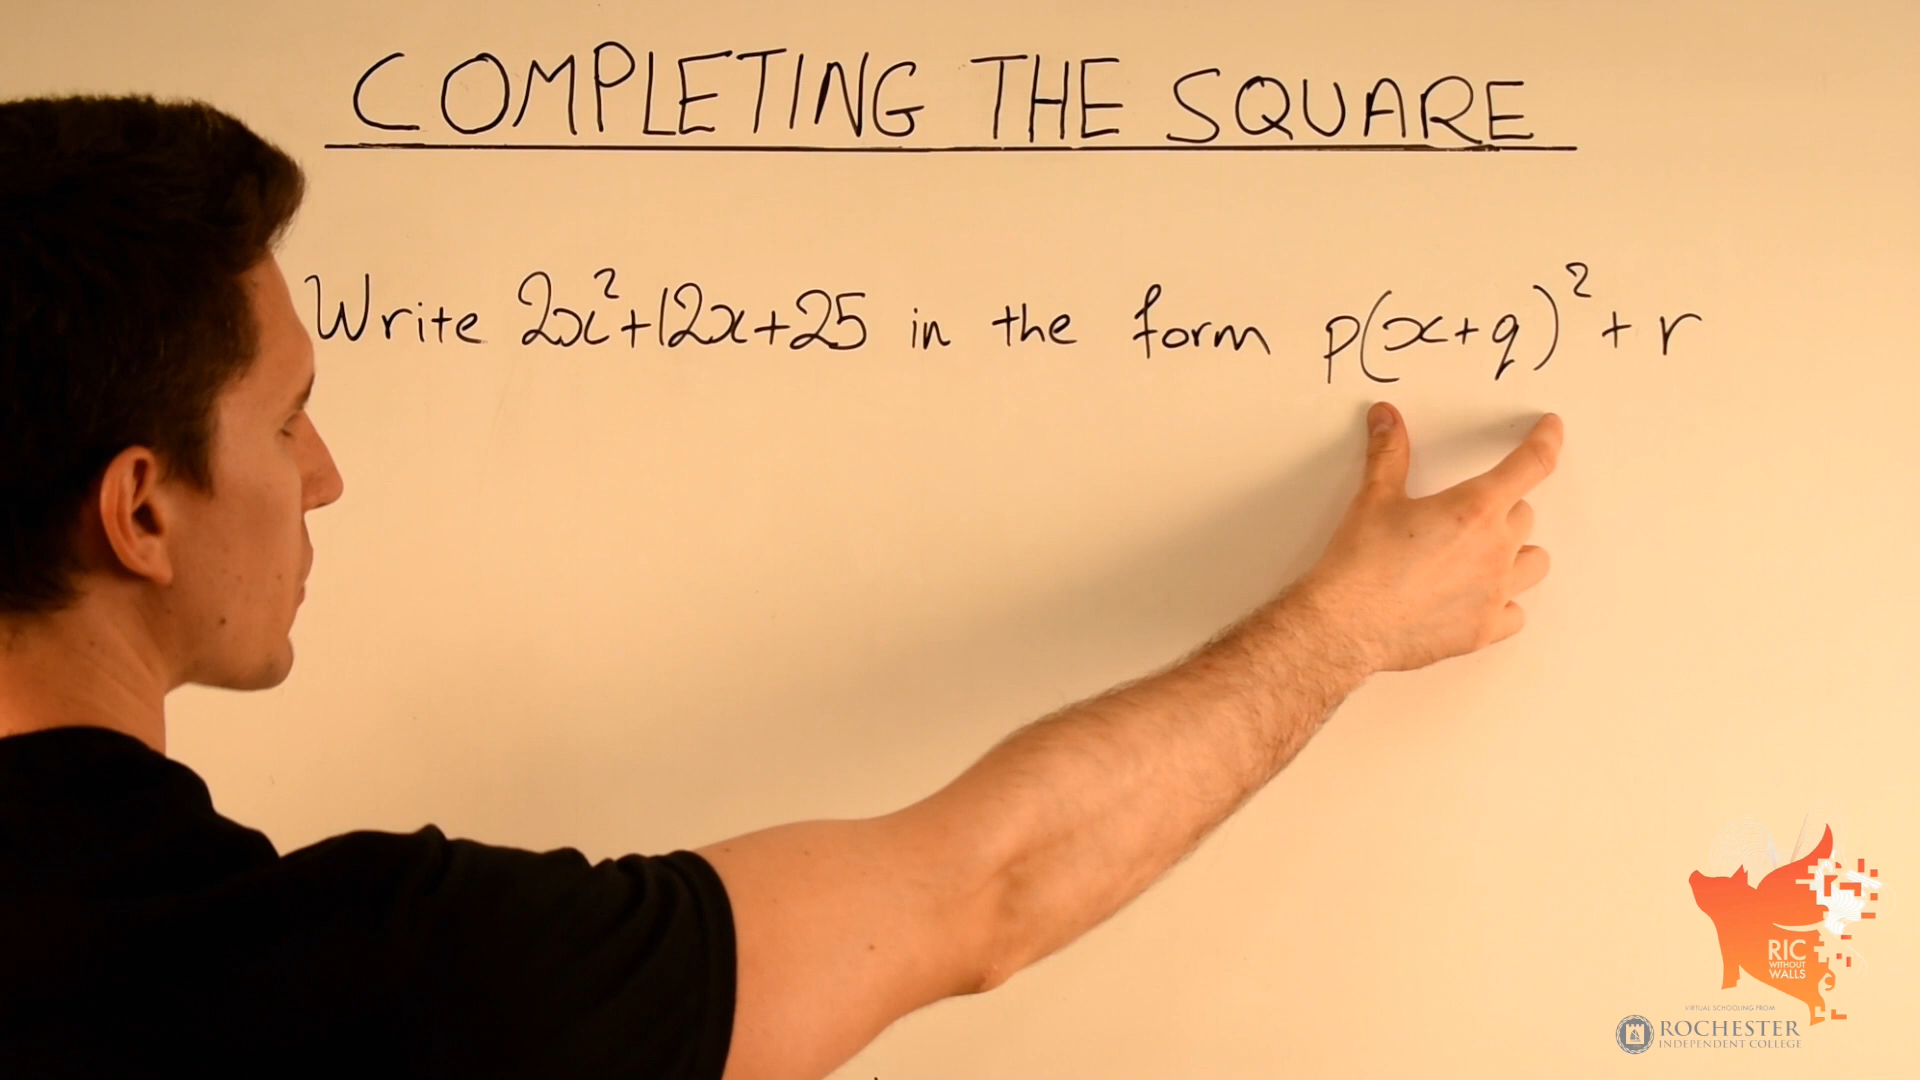 COMPLETING THE SQUARE
Write 2x²+12x+25 in the form p(x+q)²+r
RIC
WITHOUT
WALLS
VIRTUAL SCHOOLING FROM
ROCHESTER
INDEPENDENT COLLEGE